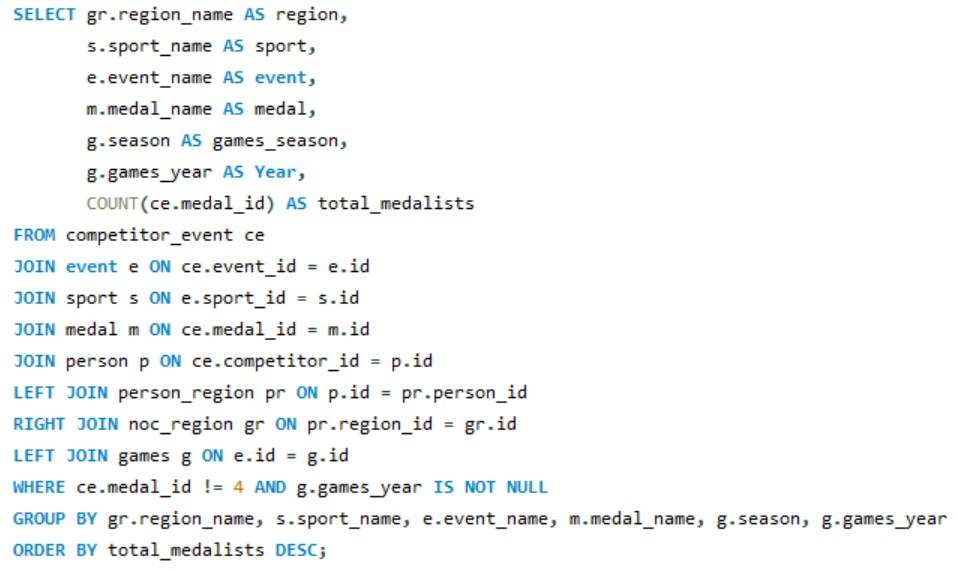 SELECT gr.region_name AS region,
s.sport_name AS sport,
e.event_name AS event,
m.medal_name AS medal,
g.season AS games_season,
g.games_year AS Year,
COUNT(ce.medal_id) AS total_medalists
FROM competitor_event ce
JOIN event e ON ce.event_id = e.id
JOIN sport s ON e.sport_id = s.id
JOIN medal m ON ce.medal_id = m.id
JOIN person p ON ce.competitor_id = p.id
LEFT JOIN person_region pr ON p.id = pr.person_id
RIGHT JOIN noc_region gr ON pr.region_id = gr.id
LEFT JOIN games g ON e.id = g.id
WHERE ce.medal_id != 4 AND g.games_year IS NOT NULL
GROUP BY gr.region_name, s.sport_name, e.event_name, m.medal_name, g.season, g.games_year
ORDER BY total_medalists DESC;